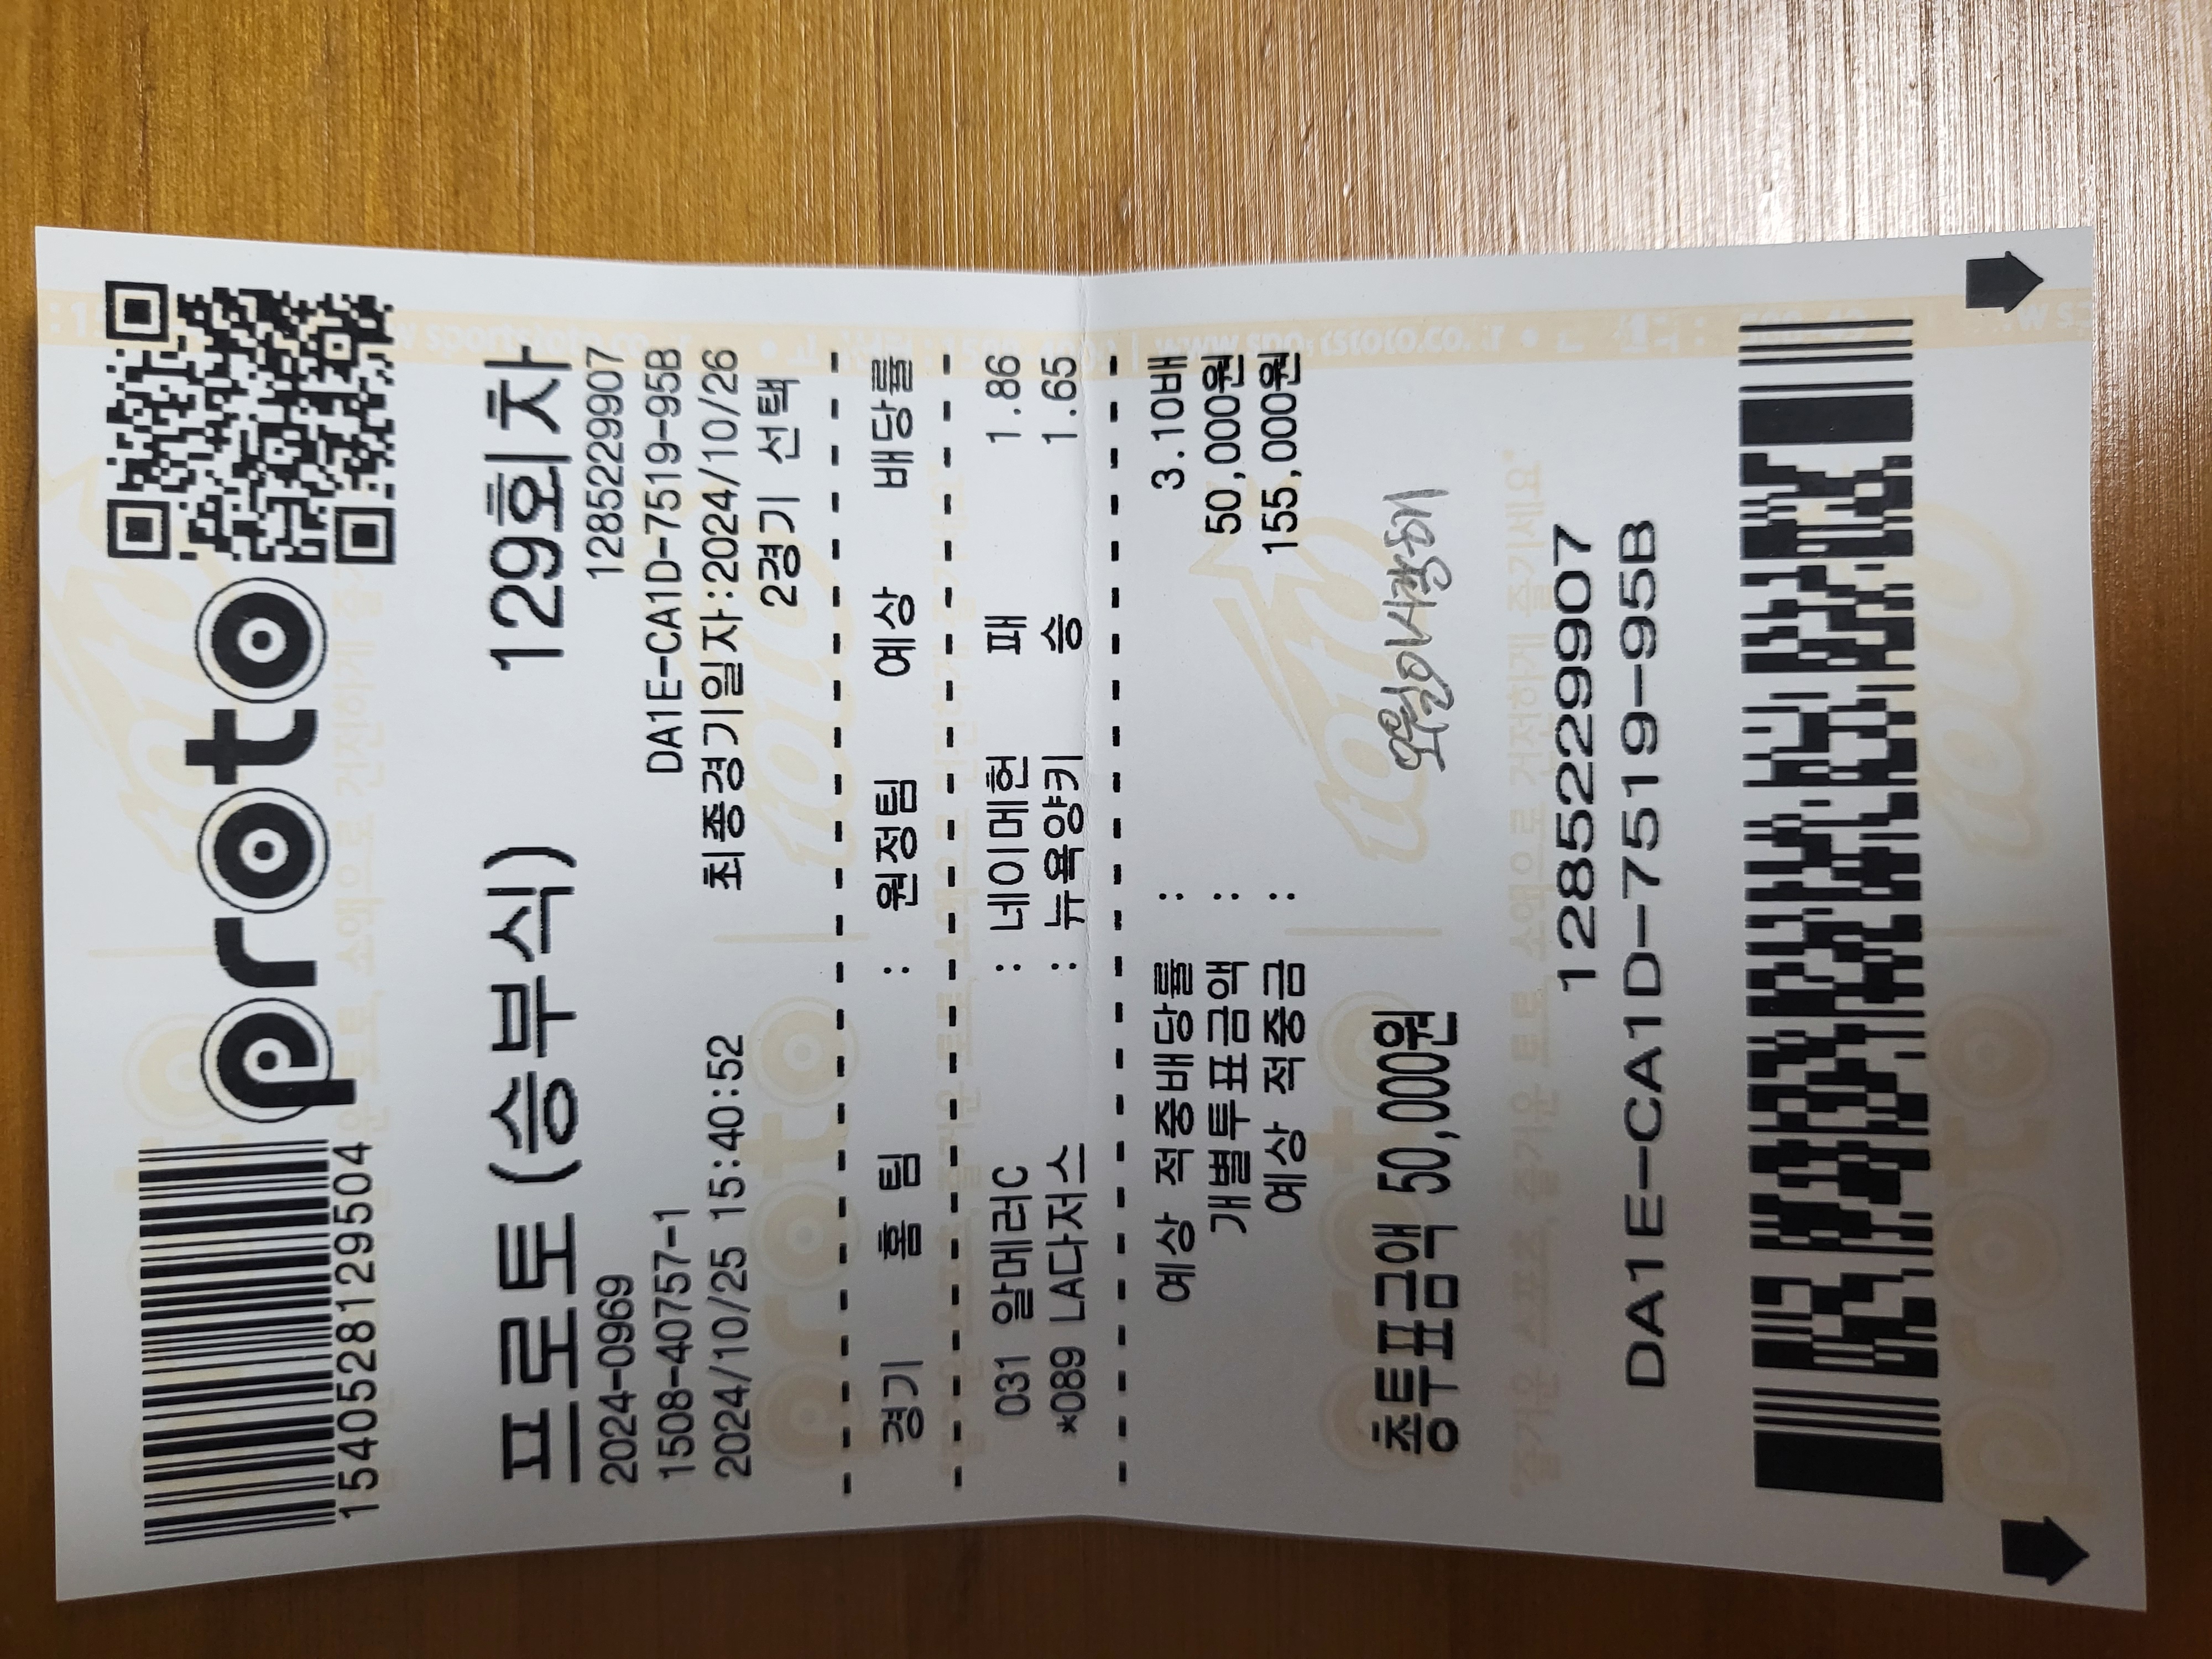 154052812 9504
proto
프로토 (승부식) 129회차
2024-0969 1285229907
1508-40757-1 DA1E-CA1D-7519-95B
2024/10/25 15:40:52 최종경기일자:2024/10/26
2경기 선택
경기 홈 팀 : 원정팀 예상 배당률
031 알메러C : 네이메헌 패 1.86
*089 LA다저스 : 뉴욕양키 승 1.65
예상 적중배당률 : 3.10배
개별투표금액 : 50,000원
예상 적중금 : 155,000원
총투표금액 50,000원
1285229907
DA1E-CA1D-7519-95B